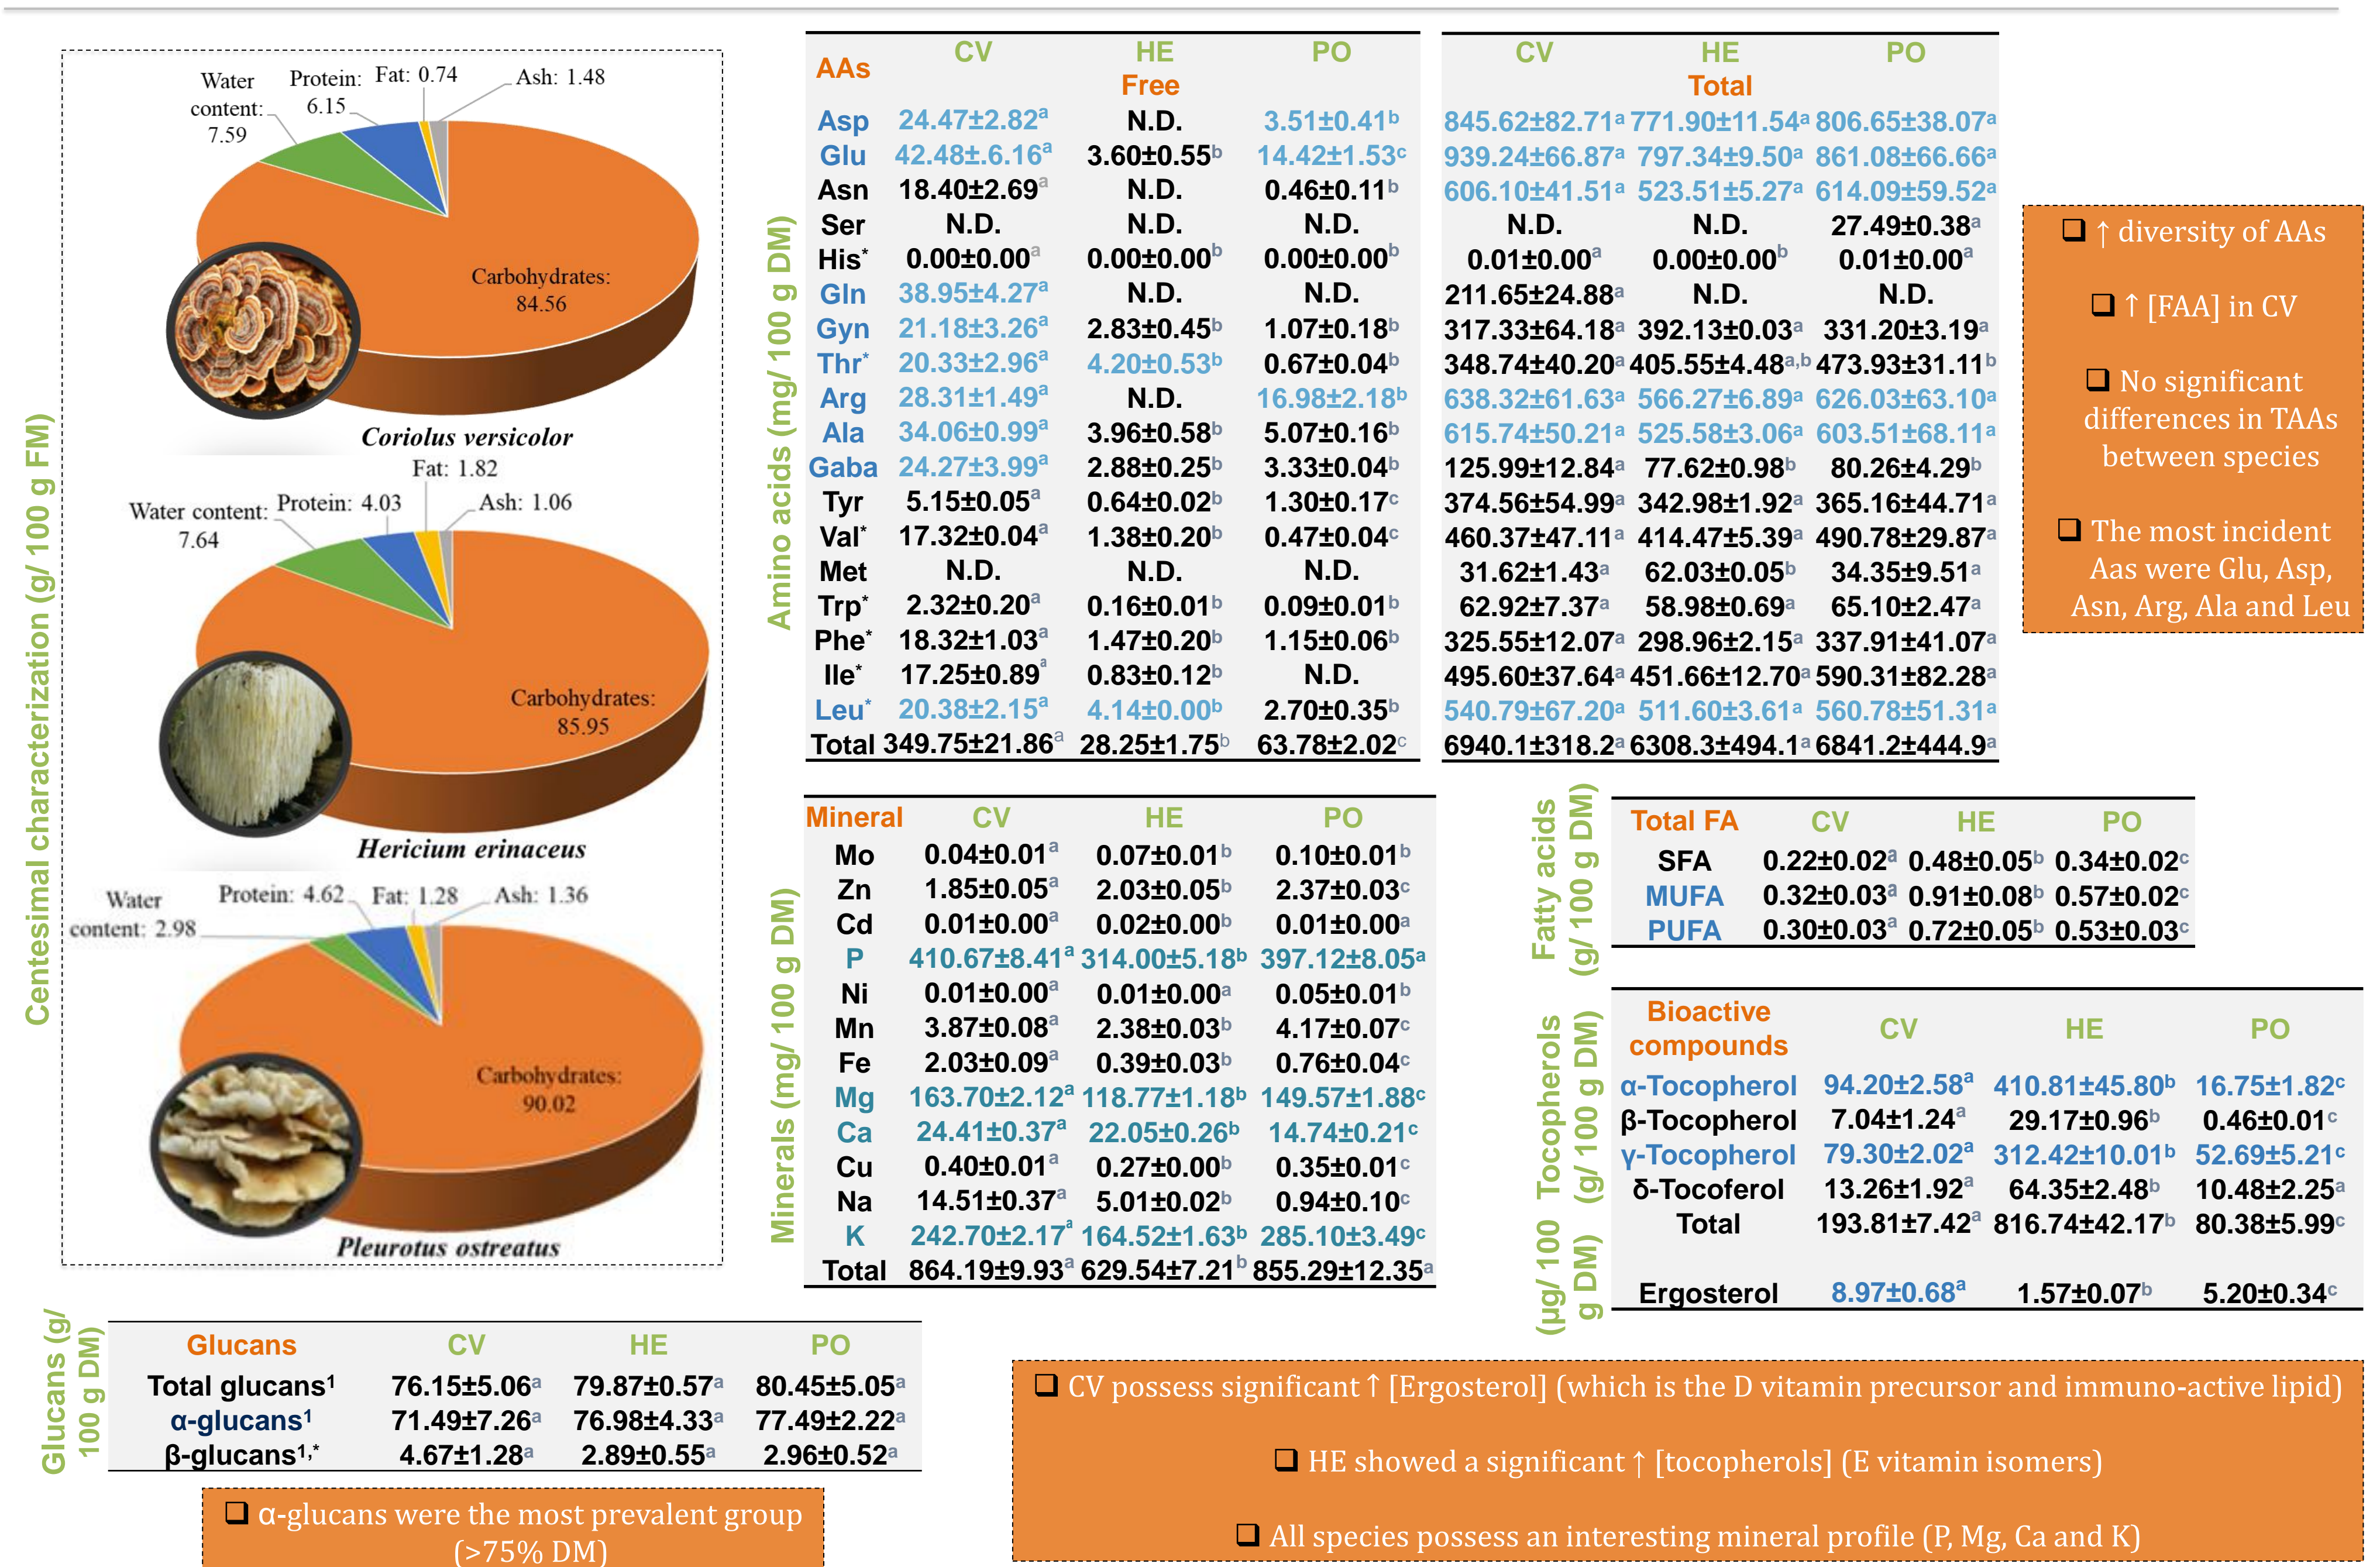 Centesimal characterization (g/ 100 g FM)
Water content: 7.59
Protein: 6.15
Fat: 0.74
Ash: 1.48
Carbohydrates: 84.56
Coriolus versicolor
Water content: 7.64
Protein: 4.03
Fat: 1.82
Ash: 1.06
Carbohydrates: 85.95
Hericium erinaceus
Water content: 2.98
Protein: 4.62
Fat: 1.28
Ash: 1.36
Carbohydrates: 90.02
Pleurotus ostreatus
Amino acids (mg/ 100 g DM)
AAs CV HE PO CV HE PO
Free Total
Asp 24.47±2.82a N.D. 3.51±0.41b 845.62±82.71a 771.90±11.54a 806.65±38.07a
Glu 42.48±.6.16a 3.60±0.55b 14.42±1.53c 939.24±66.87a 797.34±9.50a 861.08±66.66a
Asn 18.40±2.69a N.D. 0.46±0.11b 606.10±41.51a 523.51±5.27a 614.09±59.52a
Ser N.D. N.D. N.D. N.D. N.D. 27.49±0.38a
His* 0.00±0.00a 0.00±0.00b 0.00±0.00b 0.01±0.00a 0.00±0.00b 0.01±0.00a
Gln 38.95±4.27a N.D. N.D. 211.65±24.88a N.D. N.D.
Gyn 21.18±3.26a 2.83±0.45b 1.07±0.18b 317.33±64.18a 392.13±0.03a 331.20±3.19a
Thr* 20.33±2.96a 4.20±0.53b 0.67±0.04b 348.74±40.20a 405.55±4.48a,b 473.93±31.11b
Arg 28.31±1.49a N.D. 16.98±2.18b 638.32±61.63a 566.27±6.89a 626.03±63.10a
Ala 34.06±0.99a 3.96±0.58b 5.07±0.16b 615.74±50.21a 525.58±3.06a 603.51±68.11a
Gaba 24.27±3.99a 2.88±0.25b 3.33±0.04b 125.99±12.84a 77.62±0.98b 80.26±4.29b
Tyr 5.15±0.05a 0.64±0.02b 1.30±0.17c 374.56±54.99a 342.98±1.92a 365.16±44.71a
Val* 17.32±0.04a 1.38±0.20b 0.47±0.04c 460.37±47.11a 414.47±5.39a 490.78±29.87a
Met N.D. N.D. N.D. 31.62±1.43a 62.03±0.05b 34.35±9.51a
Trp* 2.32±0.20a 0.16±0.01b 0.09±0.01b 62.92±7.37a 58.98±0.69a 65.10±2.47a
Phe* 18.32±1.03a 1.47±0.20b 1.15±0.06b 325.55±12.07a 298.96±2.15a 337.91±41.07a
Ile* 17.25±0.89a 0.83±0.12b N.D. 495.60±37.64a 451.66±12.70a 590.31±82.28a
Leu* 20.38±2.15a 4.14±0.00b 2.70±0.35b 540.79±67.20a 511.60±3.61a 560.78±51.31a
Total 349.75±21.86a 28.25±1.75b 63.78±2.02c 6940.1±318.2a 6308.3±494.1a 6841.2±444.9a
❑ ↑ diversity of AAs
❑ ↑ [FAA] in CV
❑ No significant
differences in TAAs
between species
❑ The most incident
Aas were Glu, Asp,
Asn, Arg, Ala and Leu
Minerals (mg/ 100 g DM)
Mineral CV HE PO
Mo 0.04±0.01a 0.07±0.01b 0.10±0.01b
Zn 1.85±0.05a 2.03±0.05b 2.37±0.03c
Cd 0.01±0.00a 0.02±0.00b 0.01±0.00a
P 410.67±8.41a 314.00±5.18b 397.12±8.05a
Ni 0.01±0.00a 0.01±0.00a 0.05±0.01b
Mn 3.87±0.08a 2.38±0.03b 4.17±0.07c
Fe 2.03±0.09a 0.39±0.03b 0.76±0.04c
Mg 163.70±2.12a 118.77±1.18b 149.57±1.88c
Ca 24.41±0.37a 22.05±0.26b 14.74±0.21c
Cu 0.40±0.01a 0.27±0.00b 0.35±0.01c
Na 14.51±0.37a 5.01±0.02b 0.94±0.10c
K 242.70±2.17a 164.52±1.63b 285.10±3.49c
Total 864.19±9.93a 629.54±7.21b 855.29±12.35a
Fatty acids
(g/ 100 g DM)
Total FA CV HE PO
SFA 0.22±0.02a 0.48±0.05b 0.34±0.02c
MUFA 0.32±0.03a 0.91±0.08b 0.57±0.02c
PUFA 0.30±0.03a 0.72±0.05b 0.53±0.03c
Tocopherols
(µg/ 100 g DM)
(g/ 100 g DM)
Bioactive
compounds CV HE PO
α-Tocopherol 94.20±2.58a 410.81±45.80b 16.75±1.82c
β-Tocopherol 7.04±1.24a 29.17±0.96b 0.46±0.01c
γ-Tocopherol 79.30±2.02a 312.42±10.01b 52.69±5.21c
δ-Tocoferol 13.26±1.92a 64.35±2.48b 10.48±2.25a
Total 193.81±7.42a 816.74±42.17b 80.38±5.99c
Ergosterol 8.97±0.68a 1.57±0.07b 5.20±0.34c
Glucans (g/
100 g DM)
Glucans CV HE PO
Total glucans1 76.15±5.06a 79.87±0.57a 80.45±5.05a
α-glucans1 71.49±7.26a 76.98±4.33a 77.49±2.22a
β-glucans1,* 4.67±1.28a 2.89±0.55a 2.96±0.52a
❑ α-glucans were the most prevalent group
(>75% DM)
❑ CV possess significant ↑ [Ergosterol] (which is the D vitamin precursor and immuno-active lipid)
❑ HE showed a significant ↑ [tocopherols] (E vitamin isomers)
❑ All species possess an interesting mineral profile (P, Mg, Ca and K)